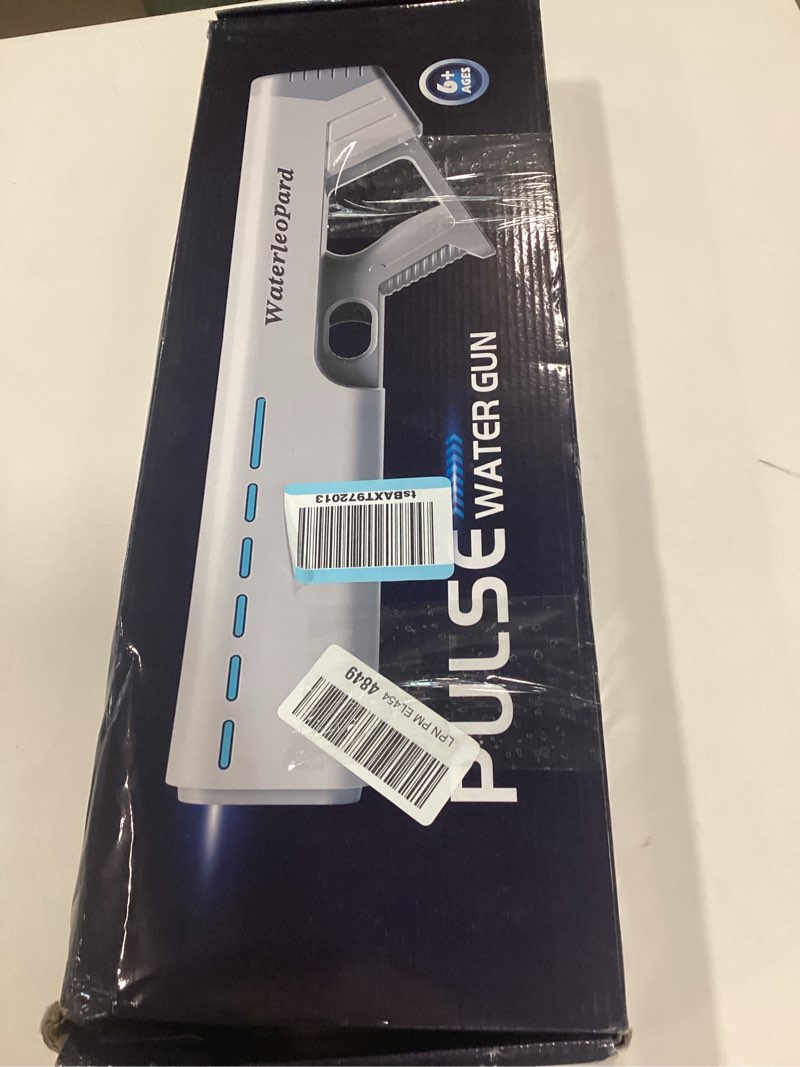 6+
AGES
Waterleopard
PULSE WATER GUN
tsBAXT972013
LPN PM EL454 4849